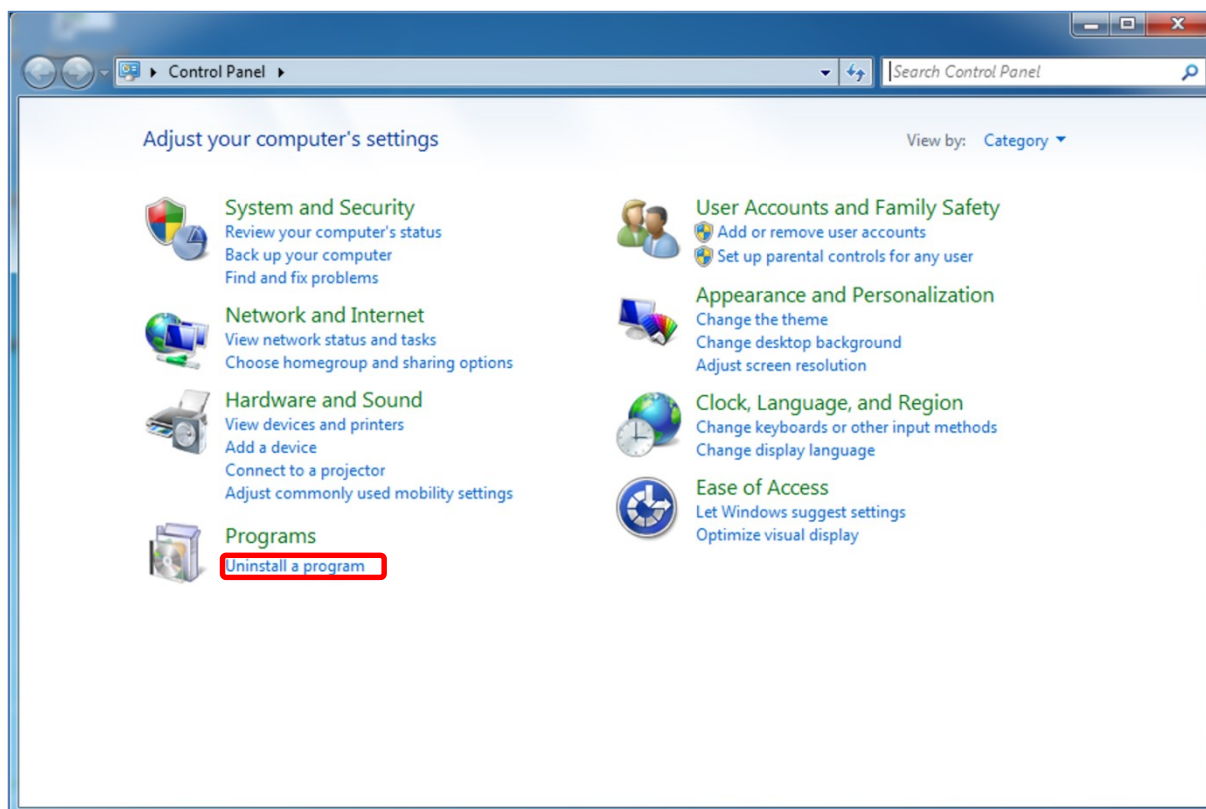 Control Panel
Search Control Panel
Adjust your computer's settings
View by: Category
System and Security
Review your computer's status
Back up your computer
Find and fix problems
Network and Internet
View network status and tasks
Choose homegroup and sharing options
Hardware and Sound
View devices and printers
Add a device
Connect to a projector
Adjust commonly used mobility settings
Programs
Uninstall a program
User Accounts and Family Safety
Add or remove user accounts
Set up parental controls for any user
Appearance and Personalization
Change the theme
Change desktop background
Adjust screen resolution
Clock, Language, and Region
Change keyboards or other input methods
Change display language
Ease of Access
Let Windows suggest settings
Optimize visual display